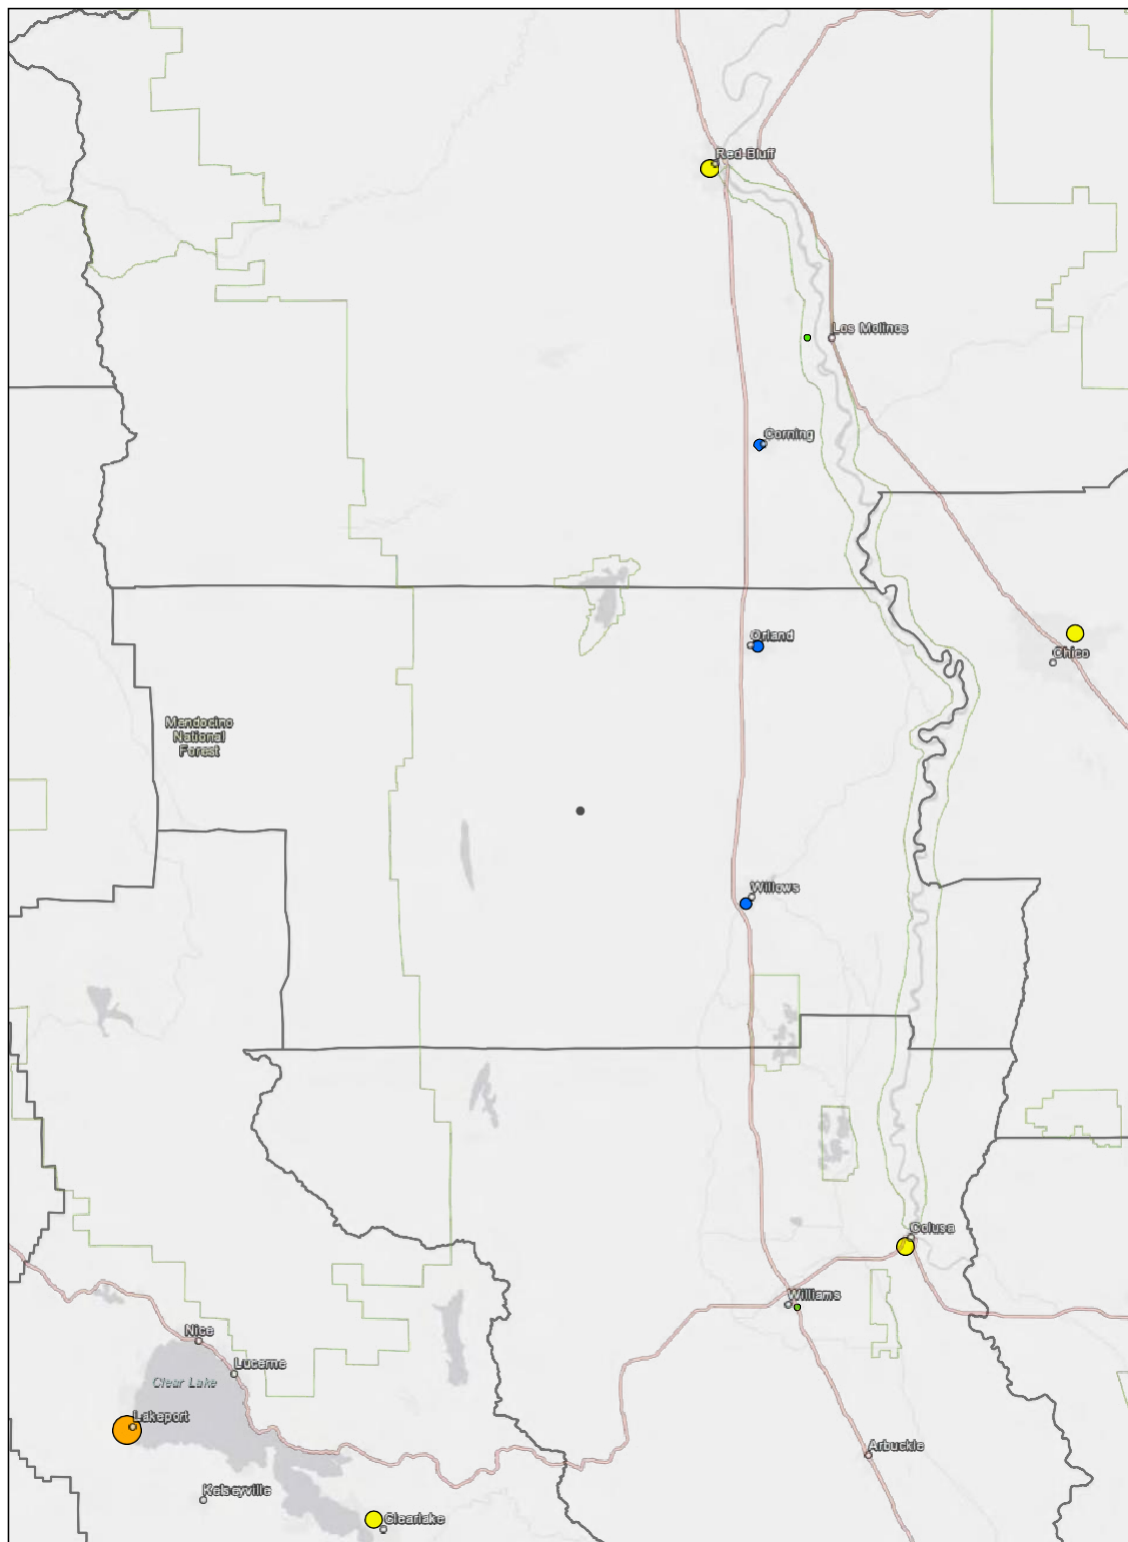 Red Bluff
Los Molinos
Corning
Orland
Chico
Mendocino
National
Forest
Willows
Colusa
Williams
Nice
Lucerne
Clear Lake
Lakeport
Arbuckle
Kelseyville
Clearlake